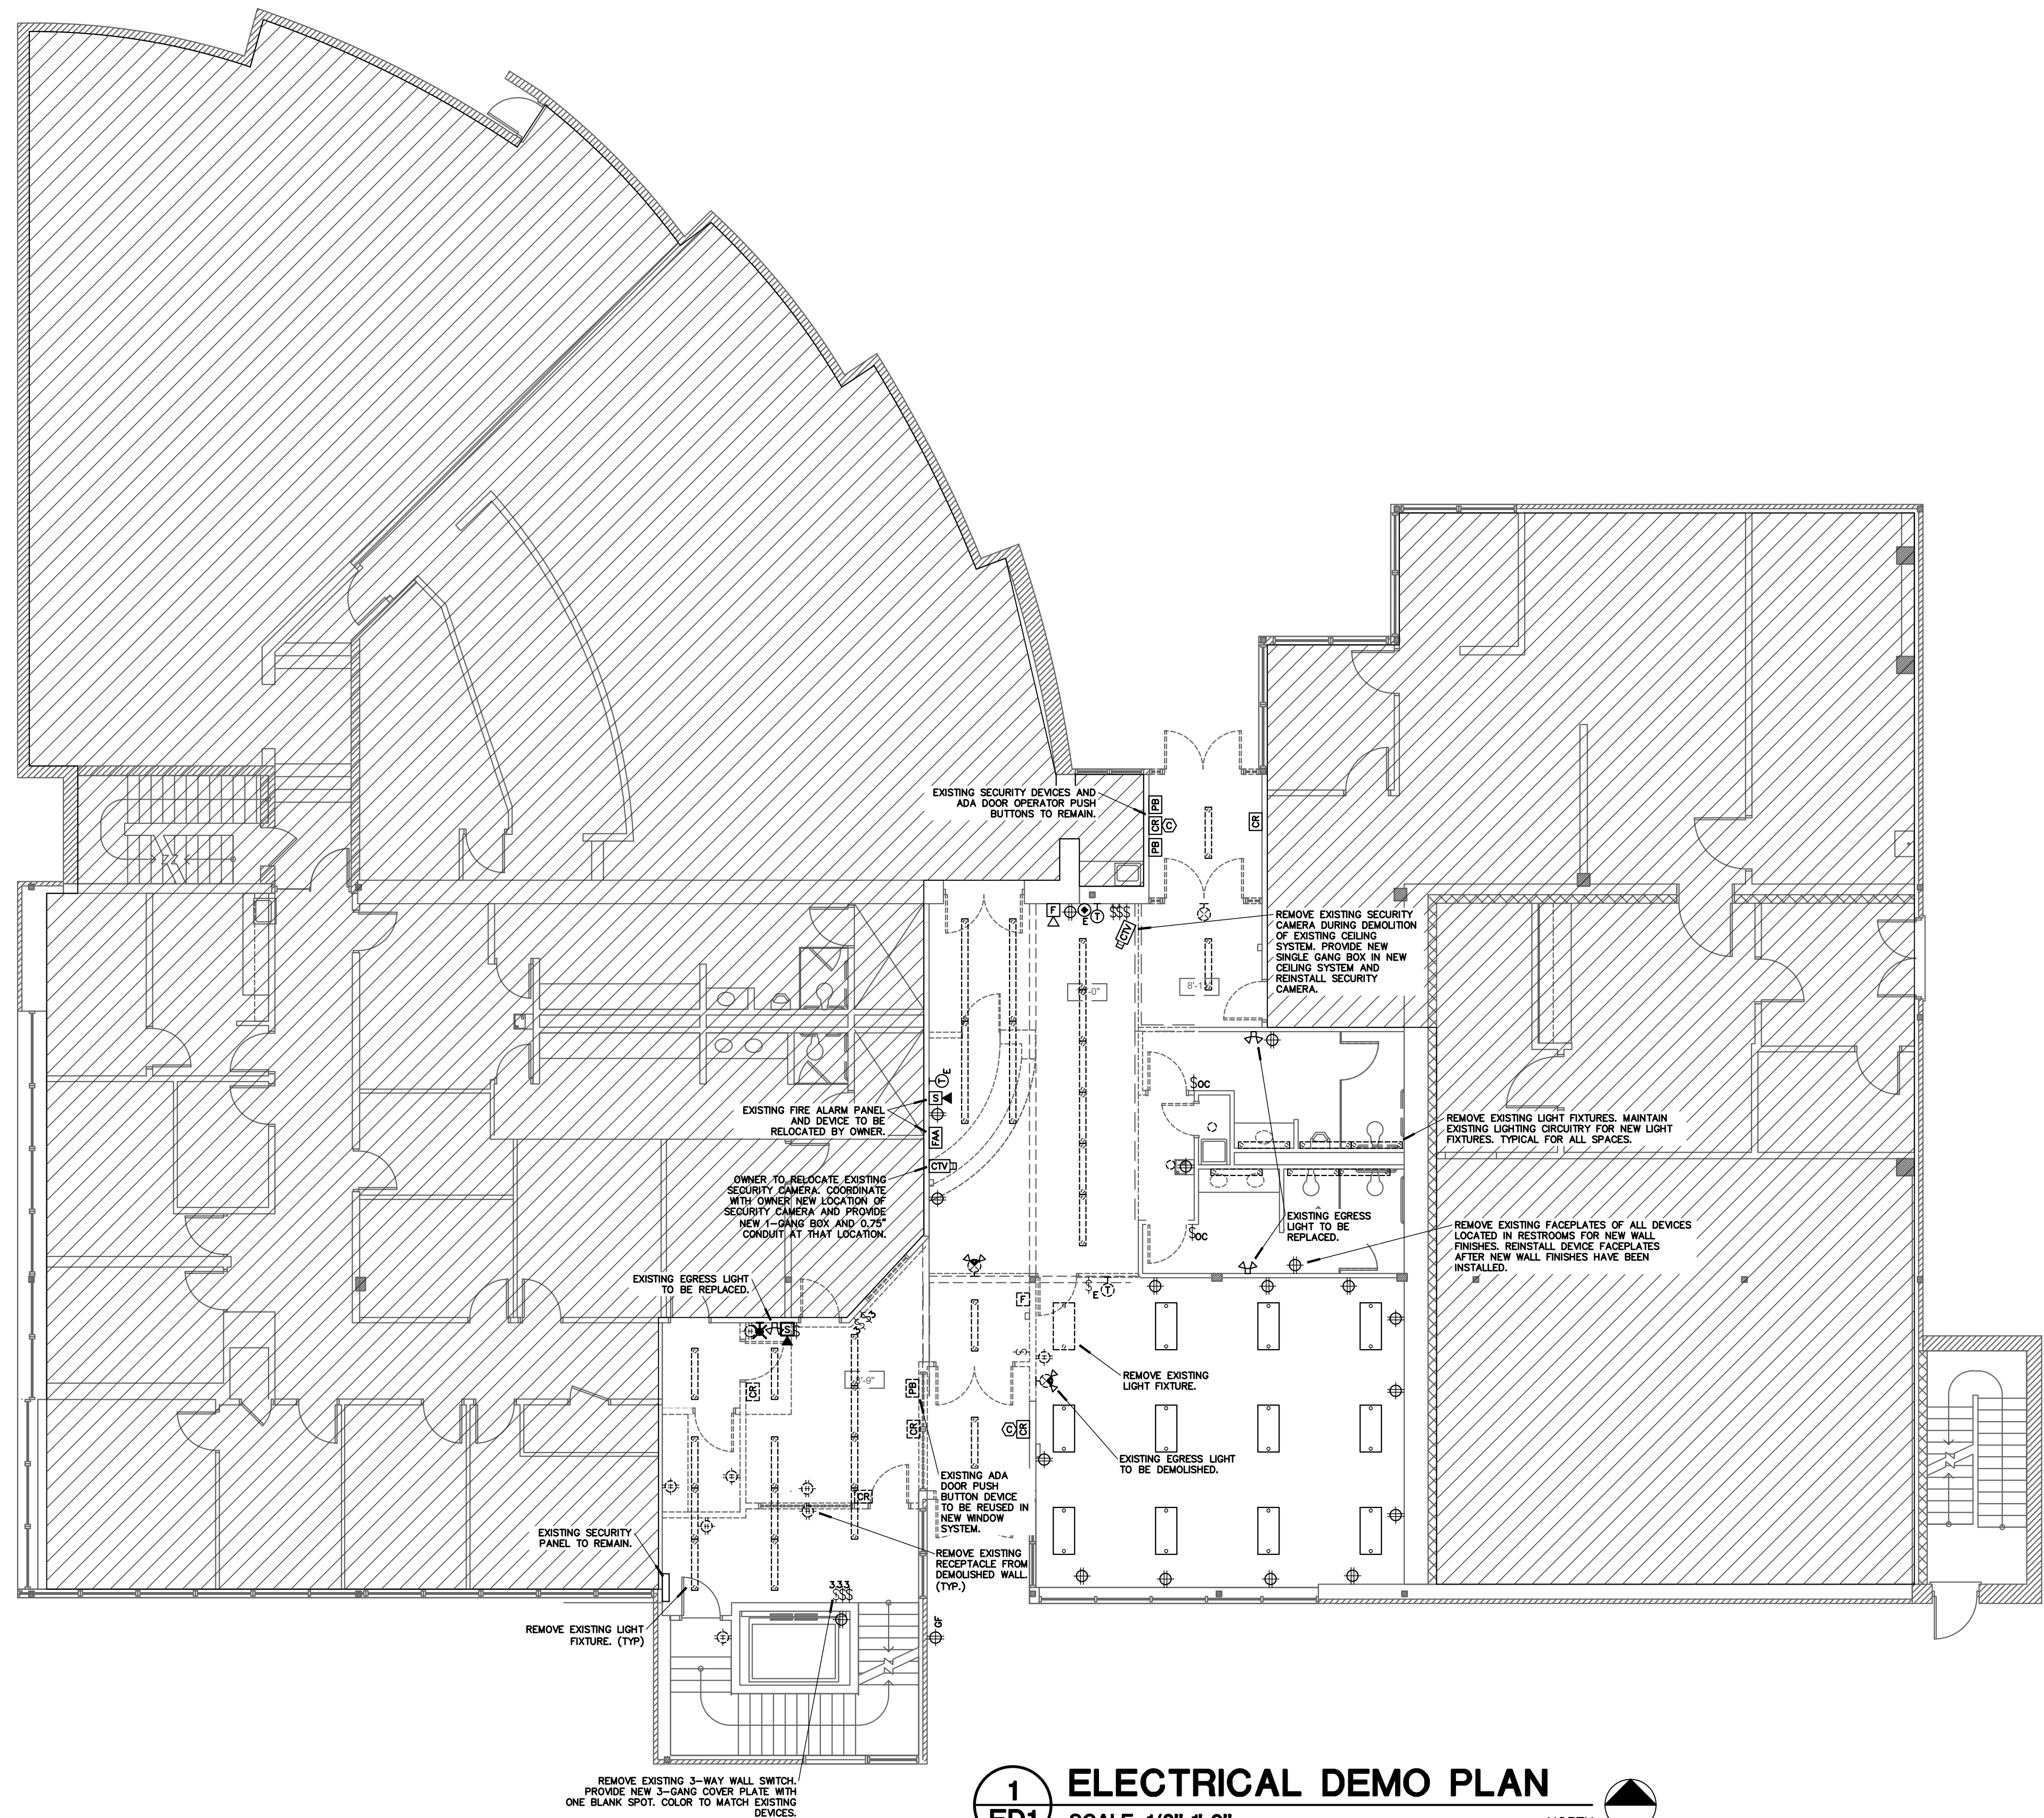 EXISTING SECURITY DEVICES AND
ADA DOOR OPERATOR PUSH
BUTTONS TO REMAIN.
PB
CR
C
PB
CR
F
E
T
$$$
CTV
REMOVE EXISTING SECURITY
CAMERA DURING DEMOLITION
OF EXISTING CEILING
SYSTEM. PROVIDE NEW
SINGLE GANG BOX IN NEW
CEILING SYSTEM AND
REINSTALL SECURITY
CAMERA.
T
E
S
EXISTING FIRE ALARM PANEL
AND DEVICE TO BE
RELOCATED BY OWNER.
FAA
CTV
OWNER TO RELOCATE EXISTING
SECURITY CAMERA. COORDINATE
WITH OWNER NEW LOCATION OF
SECURITY CAMERA AND PROVIDE
NEW 1-GANG BOX AND 0.75"
CONDUIT AT THAT LOCATION.
$OC
REMOVE EXISTING LIGHT FIXTURES. MAINTAIN
EXISTING LIGHTING CIRCUITRY FOR NEW LIGHT
FIXTURES. TYPICAL FOR ALL SPACES.
EXISTING EGRESS
LIGHT TO BE
REPLACED.
$OC
REMOVE EXISTING FACEPLATES OF ALL DEVICES
LOCATED IN RESTROOMS FOR NEW WALL
FINISHES. REINSTALL DEVICE FACEPLATES
AFTER NEW WALL FINISHES HAVE BEEN
INSTALLED.
EXISTING EGRESS LIGHT
TO BE REPLACED.
S
$
3$$3
F
$
E
T
$
REMOVE EXISTING
LIGHT FIXTURE.
CR
PB
CR
C
CR
EXISTING EGRESS LIGHT
TO BE DEMOLISHED.
EXISTING ADA
DOOR PUSH
BUTTON DEVICE
TO BE REUSED IN
NEW WINDOW
SYSTEM.
CR
EXISTING SECURITY
PANEL TO REMAIN.
REMOVE EXISTING
RECEPTACLE FROM
DEMOLISHED WALL.
(TYP.)
333
$$$
GF
REMOVE EXISTING LIGHT
FIXTURE. (TYP)
REMOVE EXISTING 3-WAY WALL SWITCH.
PROVIDE NEW 3-GANG COVER PLATE WITH
ONE BLANK SPOT. COLOR TO MATCH EXISTING
DEVICES.
1
ELECTRICAL DEMO PLAN